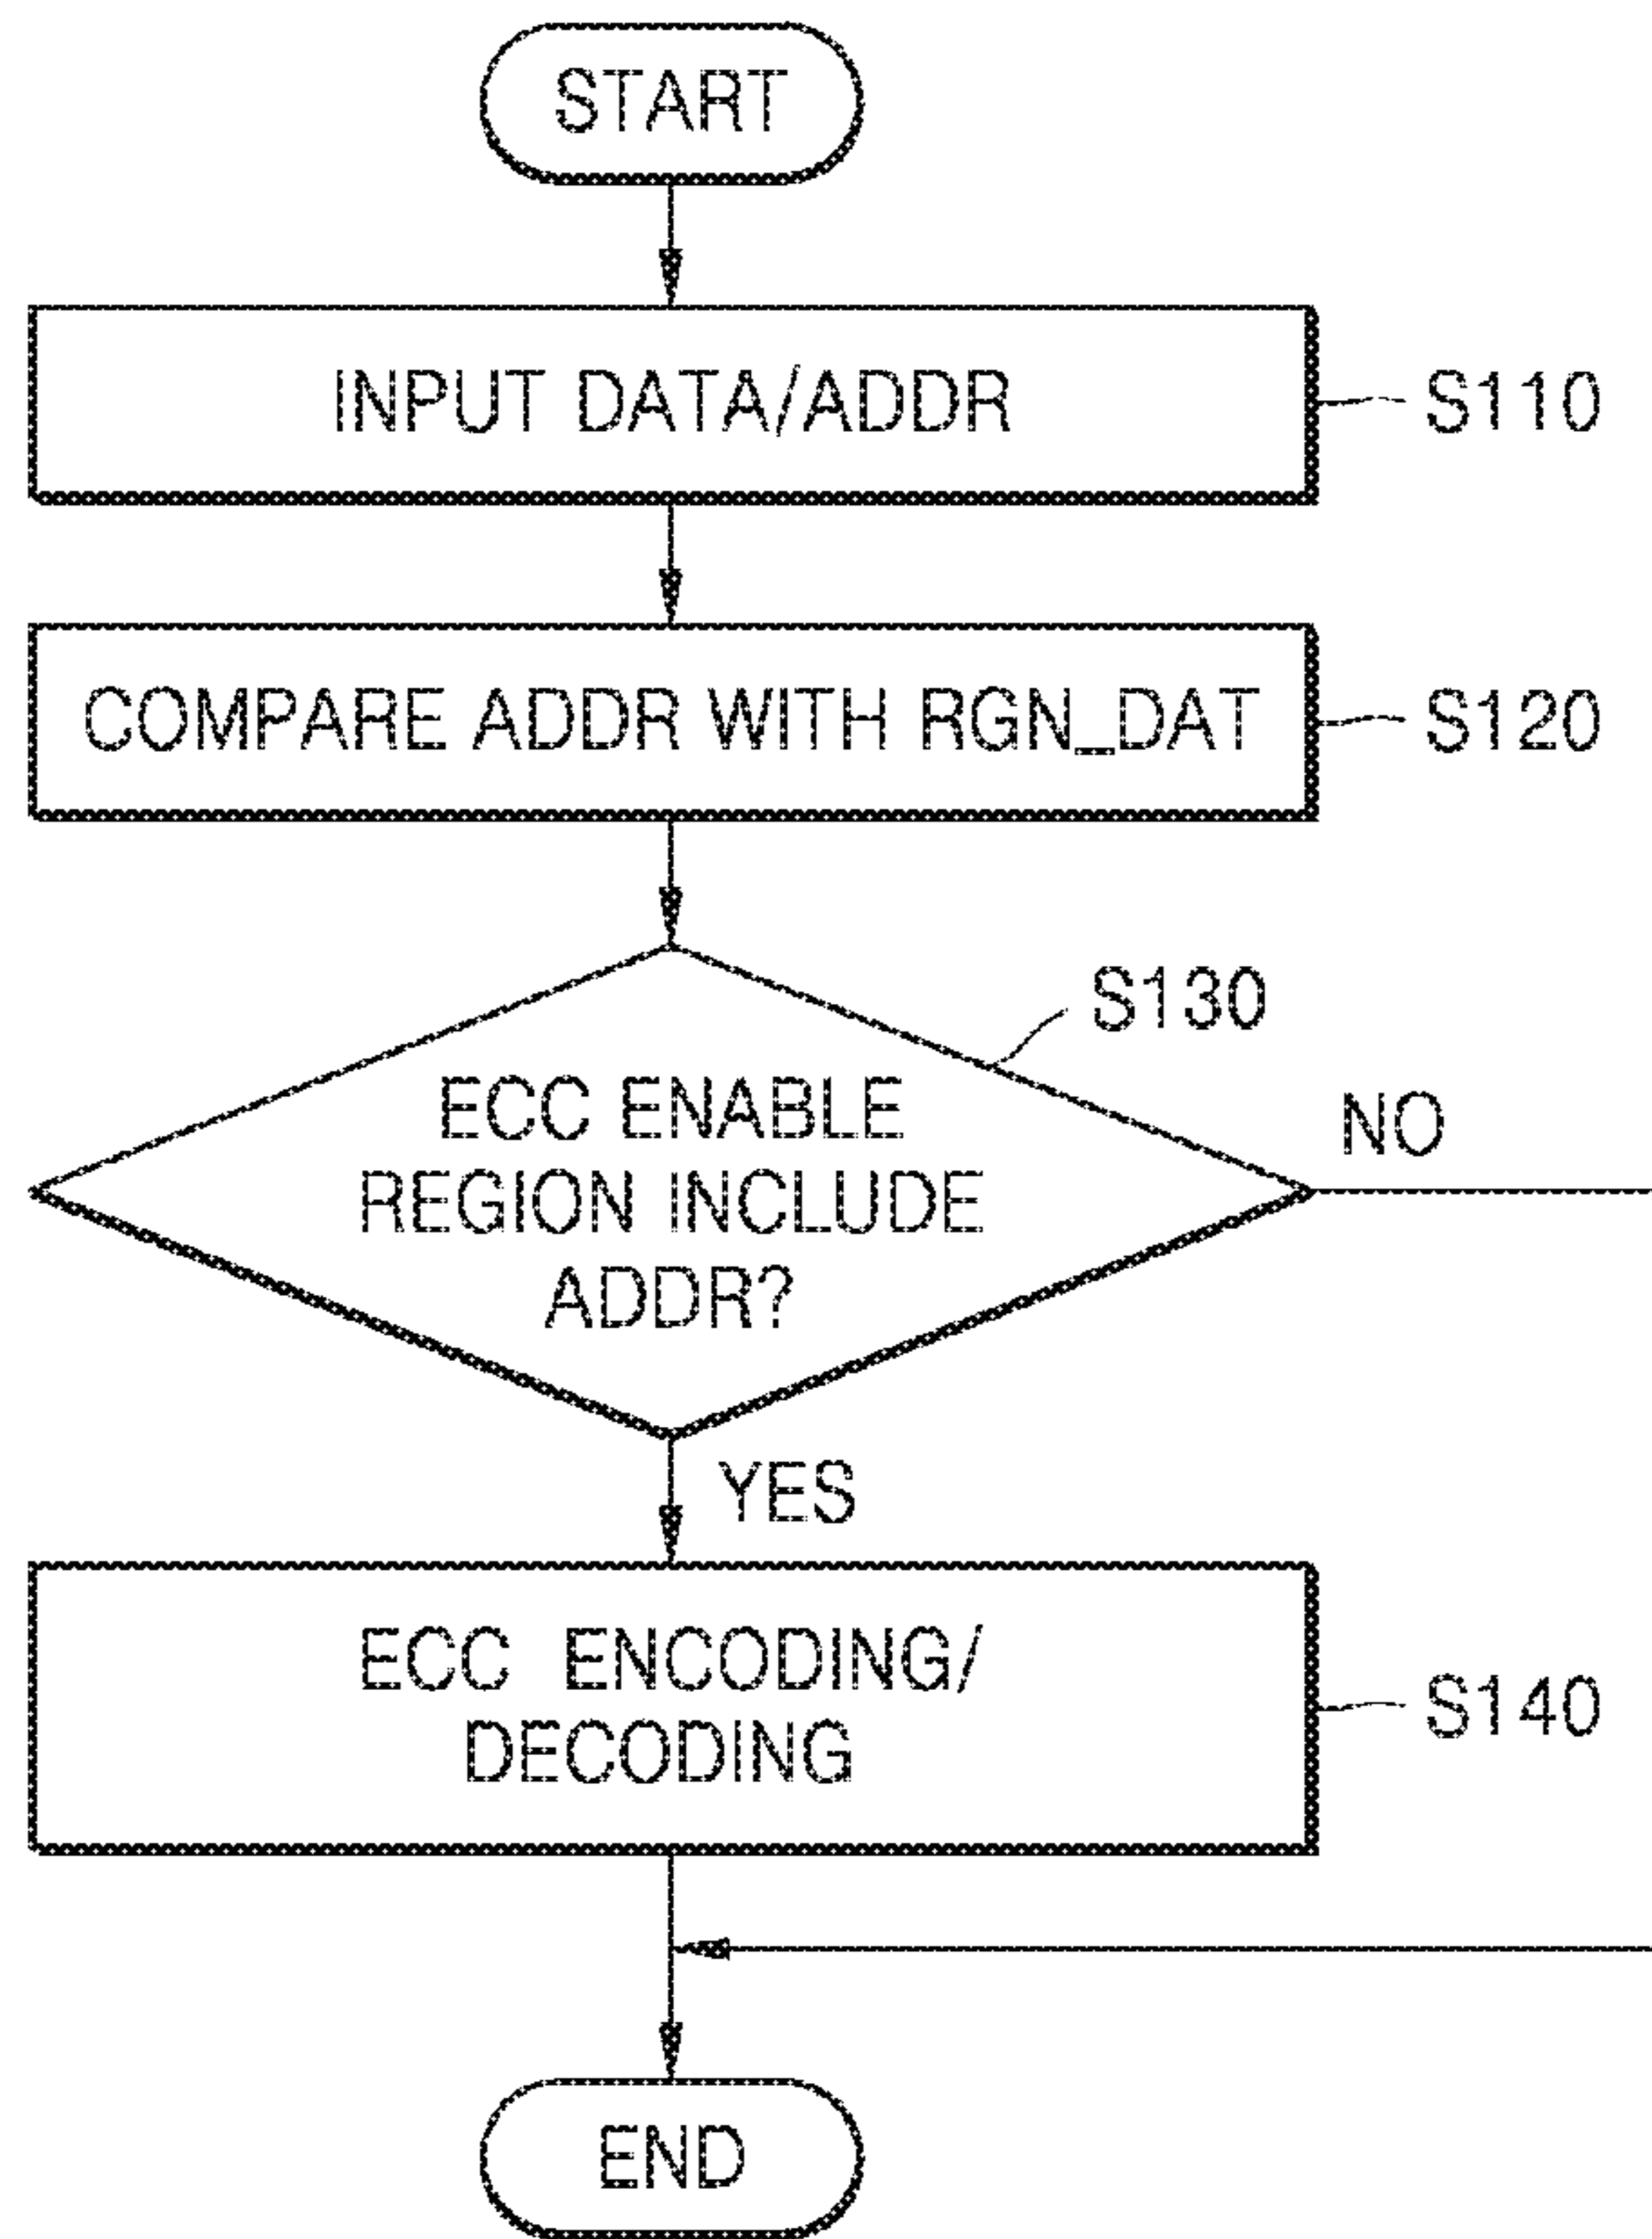 START
INPUT DATA/ADDR
S110
COMPARE ADDR WITH RGN_DAT
S120
S130
ECC ENABLE
REGION INCLUDE
ADDR?
NO
YES
ECC ENCODING/
DECODING
S140
END